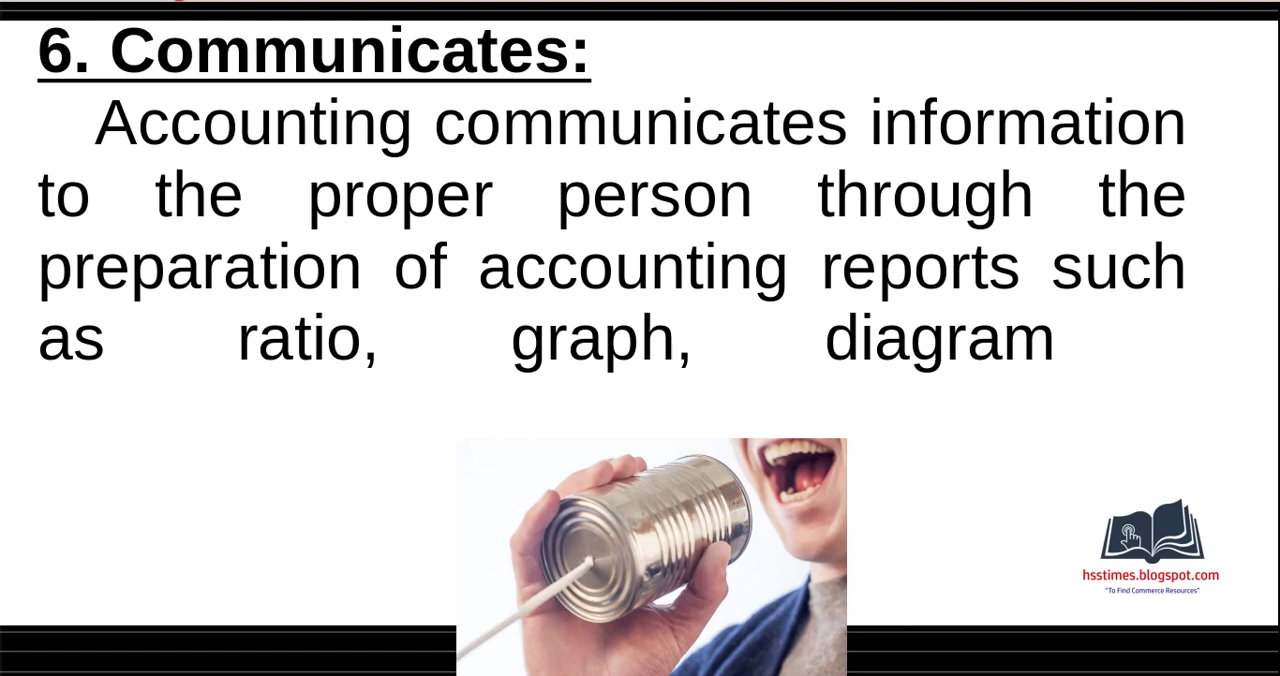 6. Communicates:
Accounting communicates information
to the proper person through the
preparation of accounting reports such
as ratio, graph, diagram
hsstimes.blogspot.com
"To Find Commerce Resources"